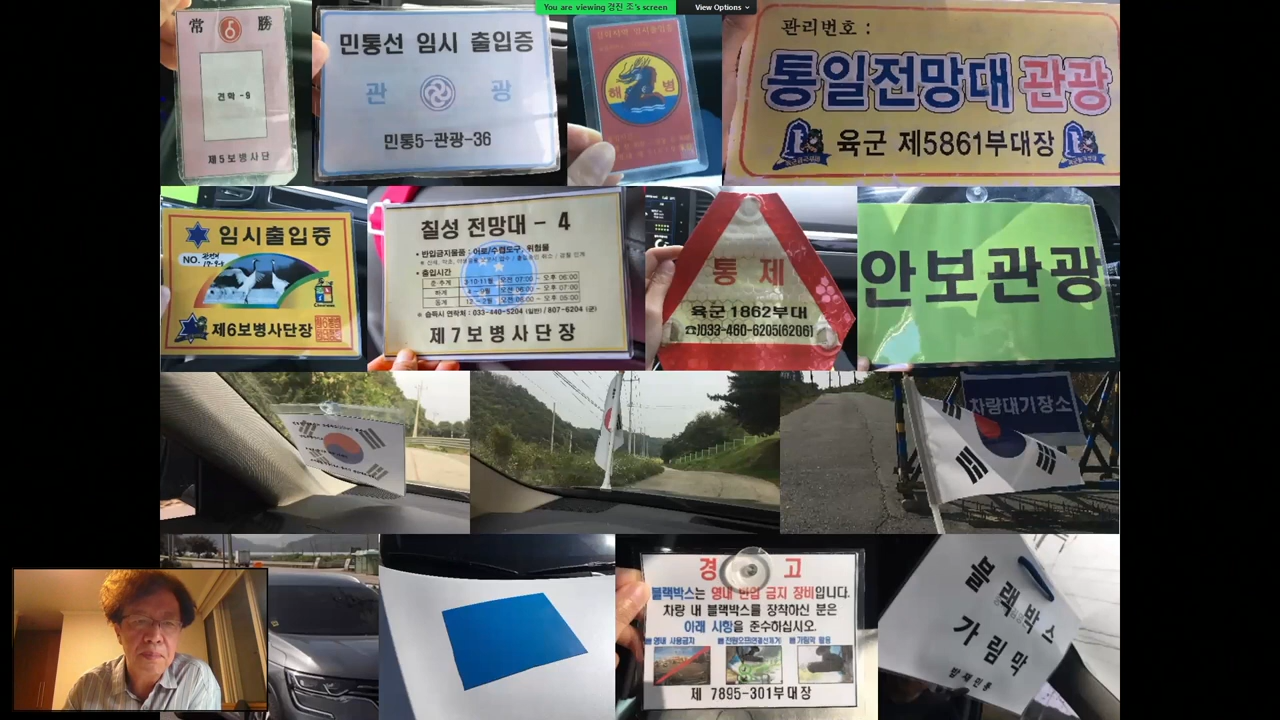 You are viewing 경진 조's screen
View Options
常 勝
견학 -9
제5보병사단
민통선 임시 출입증
관 광
민통5-관광-36
해 병
관리번호 :
통일전망대 관광
육군 제5861부대장
임시출입증
NO.
제6보병사단장
칠성 전망대 - 4
• 출입시간
제7보병사단장
통 제
육군 1862부대
☎)033-460-6205(6206)
안보관광
차량대기장소
경 고
블랙박스는 영내 반입 금지 장비입니다.
차량 내 블랙박스를 장착하신 분은
아래 사항을 준수하십시오.
제 7895-301부대장
블랙박스
가림막